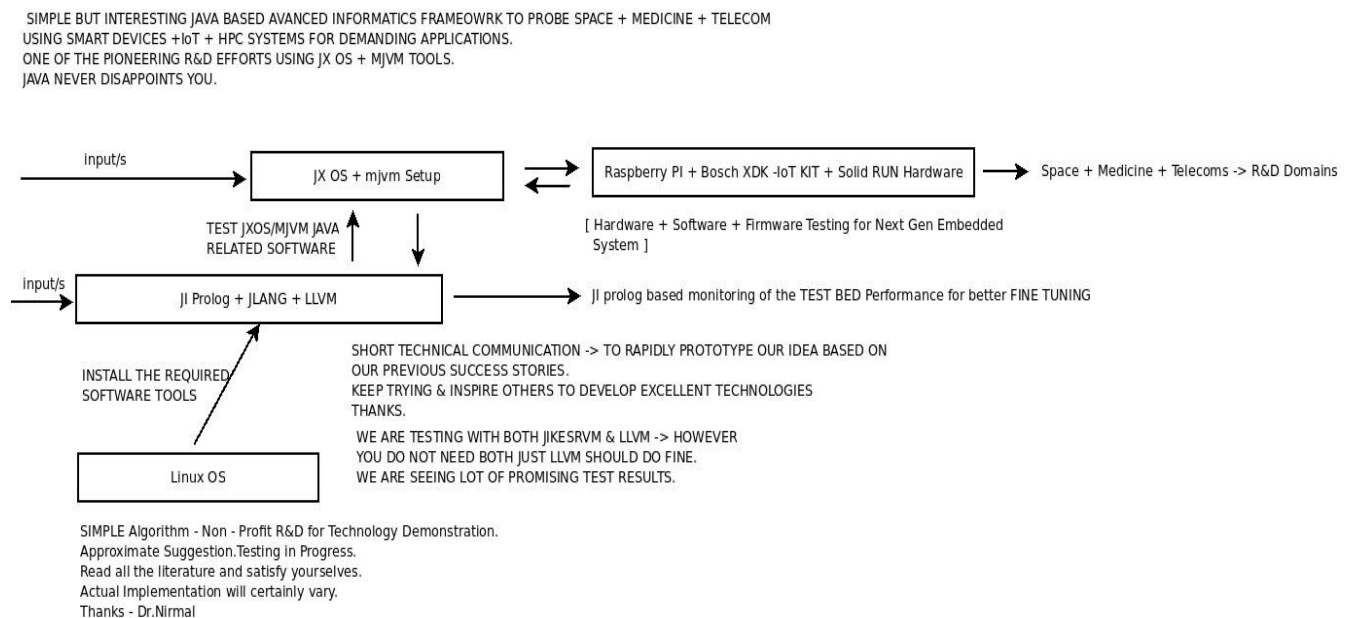 SIMPLE BUT INTERESTING JAVA BASED AVANCED INFORMATICS FRAMEOWRK TO PROBE SPACE + MEDICINE + TELECOM
USING SMART DEVICES +IoT + HPC SYSTEMS FOR DEMANDING APPLICATIONS.
ONE OF THE PIONEERING R&D EFFORTS USING JX OS + MJVM TOOLS.
JAVA NEVER DISAPPOINTS YOU.
input/s
JX OS + mjvm Setup
Raspberry PI + Bosch XDK -IoT KIT + Solid RUN Hardware
Space + Medicine + Telecoms -> R&D Domains
TEST JXOS/MJVM JAVA
RELATED SOFTWARE
[ Hardware + Software + Firmware Testing for Next Gen Embedded
System ]
input/s
JI Prolog + JLANG + LLVM
JI prolog based monitoring of the TEST BED Performance for better FINE TUNING
INSTALL THE REQUIRED
SOFTWARE TOOLS
SHORT TECHNICAL COMMUNICATION -> TO RAPIDLY PROTOTYPE OUR IDEA BASED ON
OUR PREVIOUS SUCCESS STORIES.
KEEP TRYING & INSPIRE OTHERS TO DEVELOP EXCELLENT TECHNOLOGIES
THANKS.
WE ARE TESTING WITH BOTH JIKESRVM & LLVM -> HOWEVER
YOU DO NOT NEED BOTH JUST LLVM SHOULD DO FINE.
WE ARE SEEING LOT OF PROMISING TEST RESULTS.
Linux OS
SIMPLE Algorithm - Non - Profit R&D for Technology Demonstration.
Approximate Suggestion.Testing in Progress.
Read all the literature and satisfy yourselves.
Actual Implementation will certainly vary.
Thanks - Dr.Nirmal